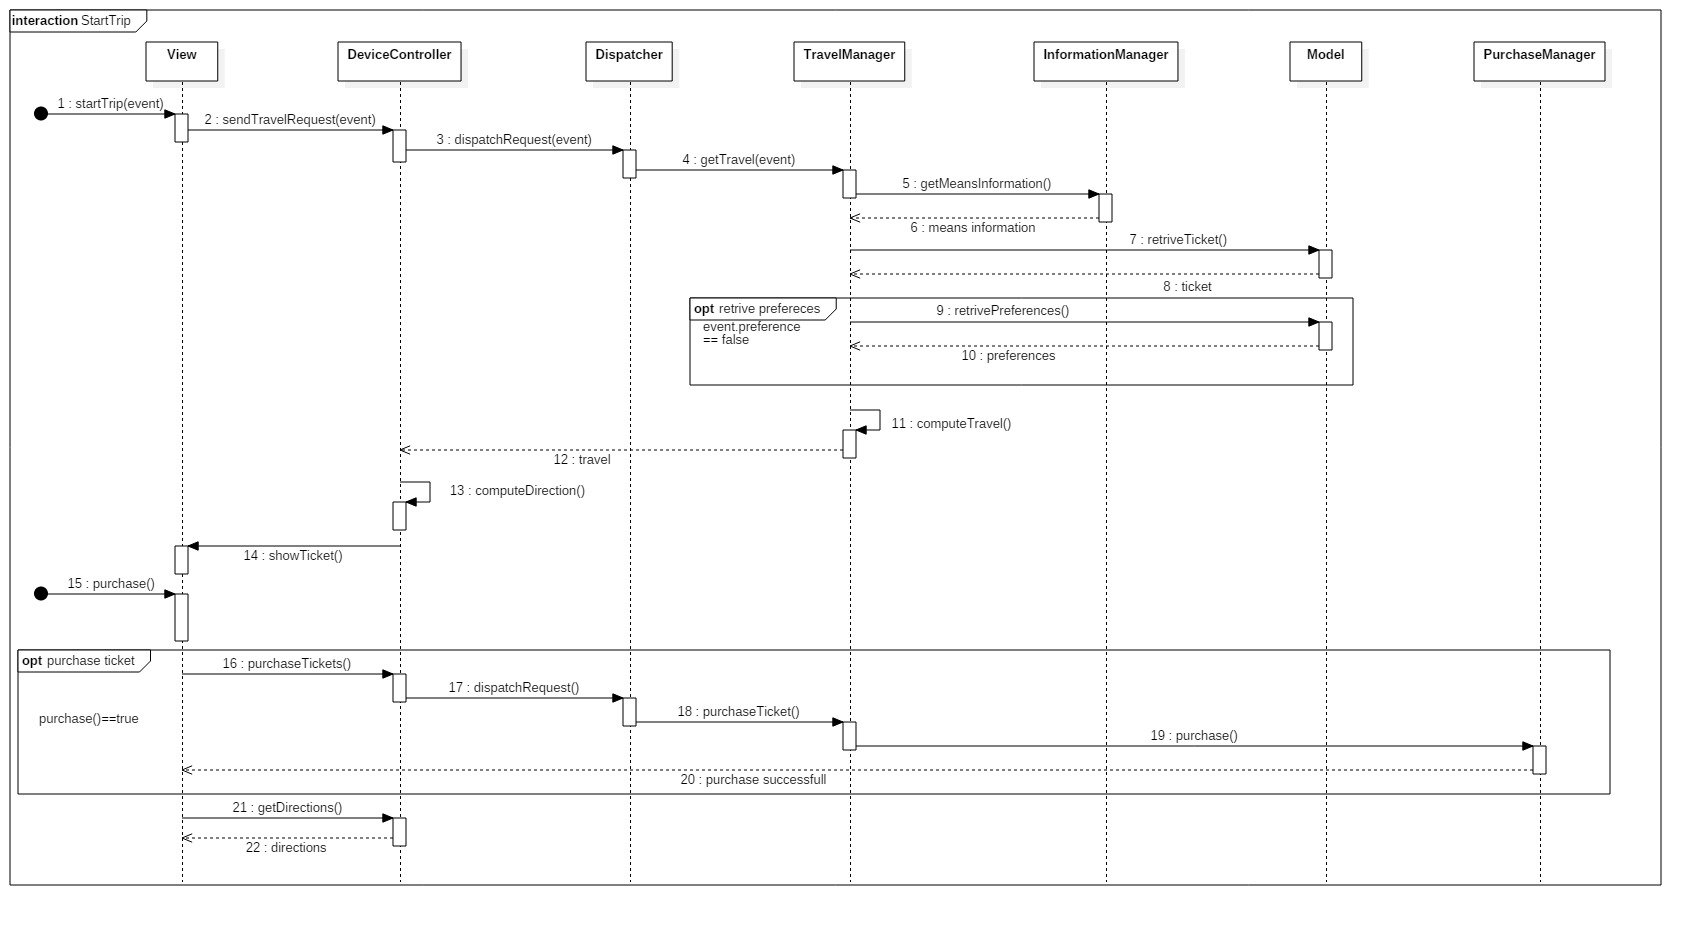 interaction StartTrip
View
DeviceController
Dispatcher
TravelManager
InformationManager
Model
PurchaseManager
1 : startTrip(event)
2 : sendTravelRequest(event)
3 : dispatchRequest(event)
4 : getTravel(event)
5 : getMeansInformation()
6 : means information
7 : retriveTicket()
8 : ticket
opt retrive prefereces
event.preference
== false
9 : retrivePreferences()
10 : preferences
11 : computeTravel()
12 : travel
13 : computeDirection()
14 : showTicket()
15 : purchase()
opt purchase ticket
16 : purchaseTickets()
17 : dispatchRequest()
18 : purchaseTicket()
purchase()==true
19 : purchase()
20 : purchase successfull
21 : getDirections()
22 : directions